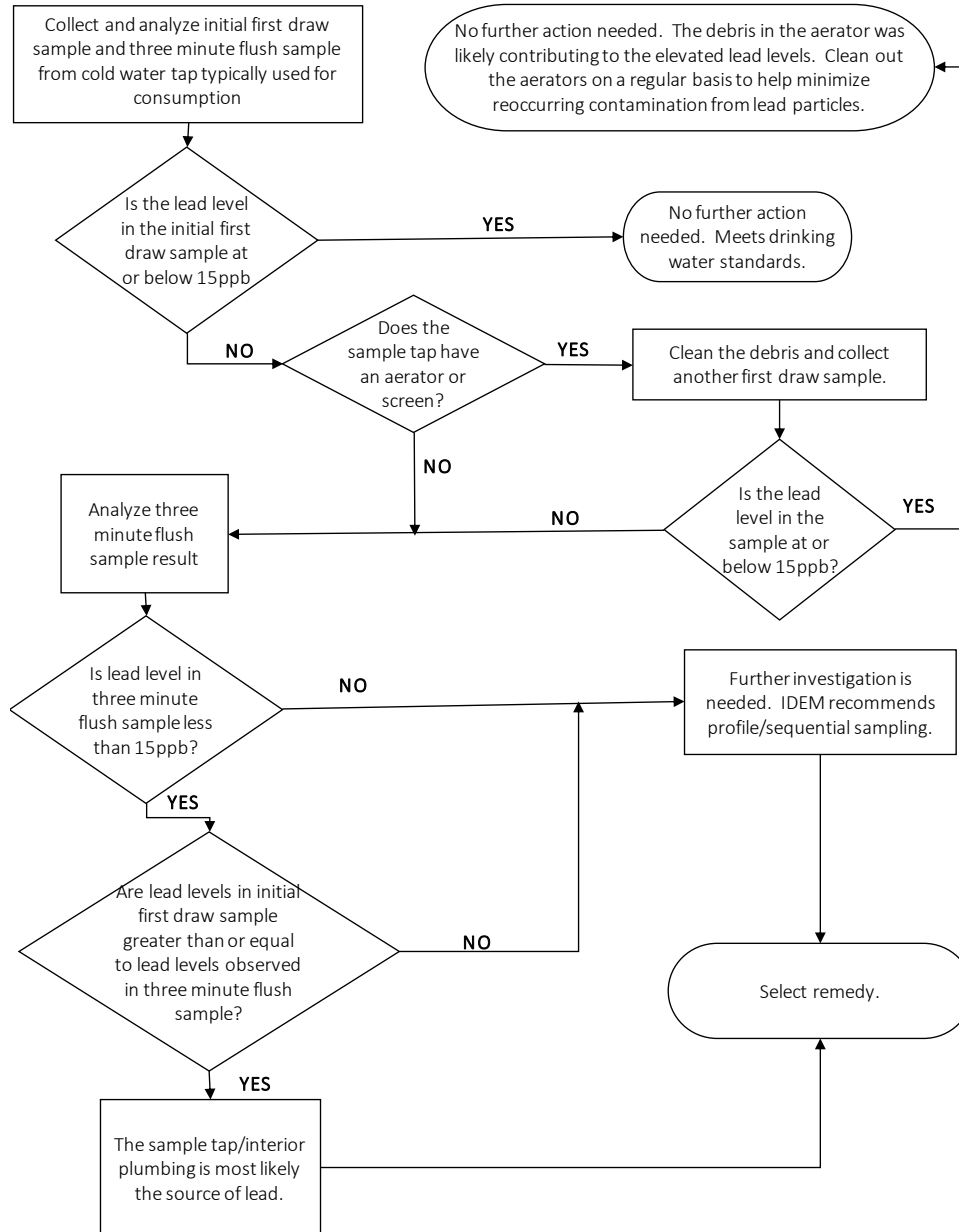 Collect and analyze initial first draw
sample and three minute flush sample
from cold water tap typically used for
consumption
No further action needed.  The debris in the aerator was
likely contributing to the elevated lead levels.  Clean out
the aerators on a regular basis to help minimize
reoccurring contamination from lead particles.
Is the lead level
in the initial first
draw sample at
or below 15ppb
YES
No further action
needed.  Meets drinking
water standards.
NO
Does the
sample tap have
an aerator or
screen?
YES
Clean the debris and collect
another first draw sample.
NO
Is the lead
level in the
sample at or
below 15ppb?
YES
NO
Analyze three
minute flush
sample result
Is lead level in
three minute
flush sample less
than 15ppb?
NO
Further investigation is
needed.  IDEM recommends
profile/sequential sampling.
YES
Are lead levels in initial
first draw sample
greater than or equal
to lead levels observed
in three minute flush
sample?
NO
Select remedy.
YES
The sample tap/interior
plumbing is most likely
the source of lead.